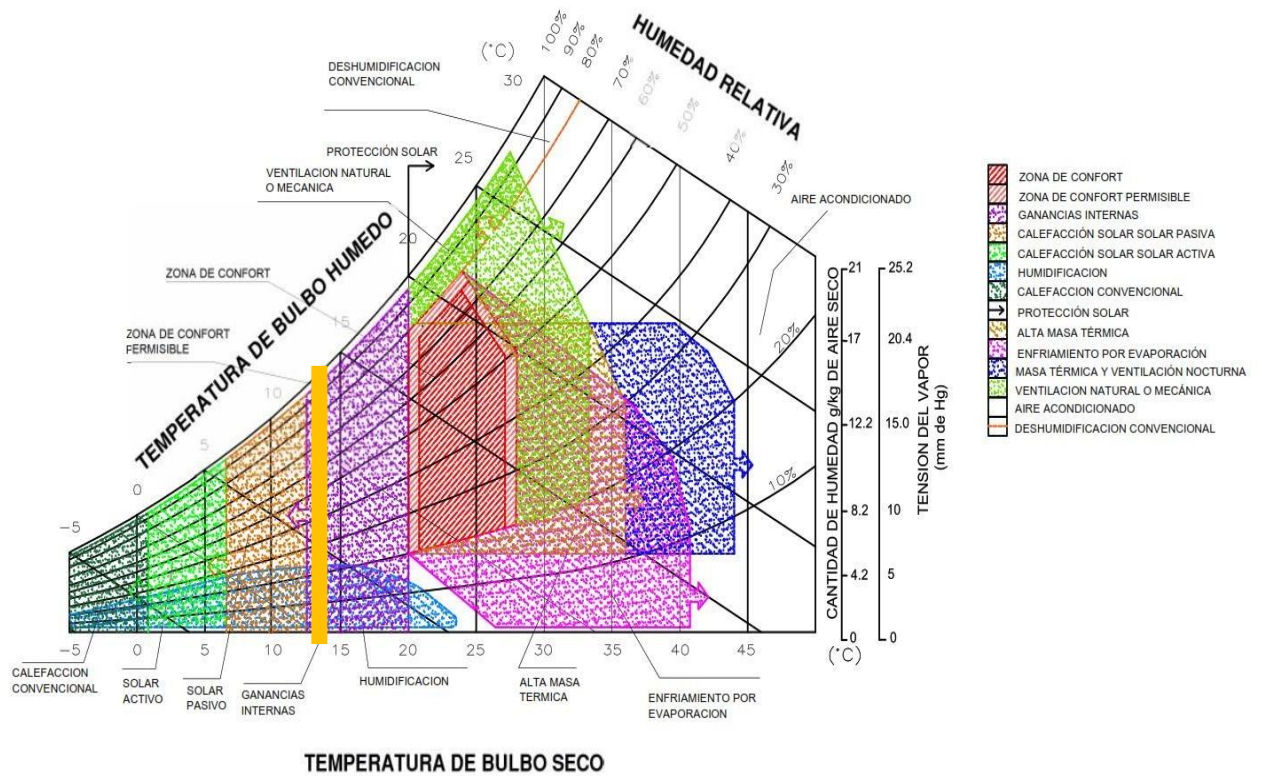 HUMEDAD RELATIVA
(°C)
100%
90%
80%
70%
60%
50%
40%
30%
20%
10%
DESHUMIDIFICACION
CONVENCIONAL
PROTECCIÓN SOLAR
VENTILACION NATURAL
O MECANICA
ZONA DE CONFORT
ZONA DE CONFORT
PERMISIBLE
AIRE ACONDICIONADO
TEMPERATURA DE BULBO HUMEDO
30
25
20
15
10
5
0
-5
CANTIDAD DE HUMEDAD g/kg DE AIRE SECO
21
17
12.2
8.2
4.2
0
TENSION DEL VAPOR
(mm de Hg)
25.2
20.4
15.0
10
5
0
-5
0
5
10
15
20
25
30
35
40
45
(°C)
CALEFACCION
CONVENCIONAL
SOLAR
ACTIVO
SOLAR
PASIVO
GANANCIAS
INTERNAS
HUMIDIFICACION
ALTA MASA
TERMICA
ENFRIAMIENTO POR
EVAPORACION
TEMPERATURA DE BULBO SECO
ZONA DE CONFORT
ZONA DE CONFORT PERMISIBLE
GANANCIAS INTERNAS
CALEFACCIÓN SOLAR SOLAR PASIVA
CALEFACCIÓN SOLAR SOLAR ACTIVA
HUMIDIFICACION
CALEFACCION CONVENCIONAL
PROTECCIÓN SOLAR
ALTA MASA TÉRMICA
ENFRIAMIENTO POR EVAPORACIÓN
MASA TÉRMICA Y VENTILACIÓN NOCTURNA
VENTILACION NATURAL O MECÁNICA
AIRE ACONDICIONADO
DESHUMIDIFICACION CONVENCIONAL